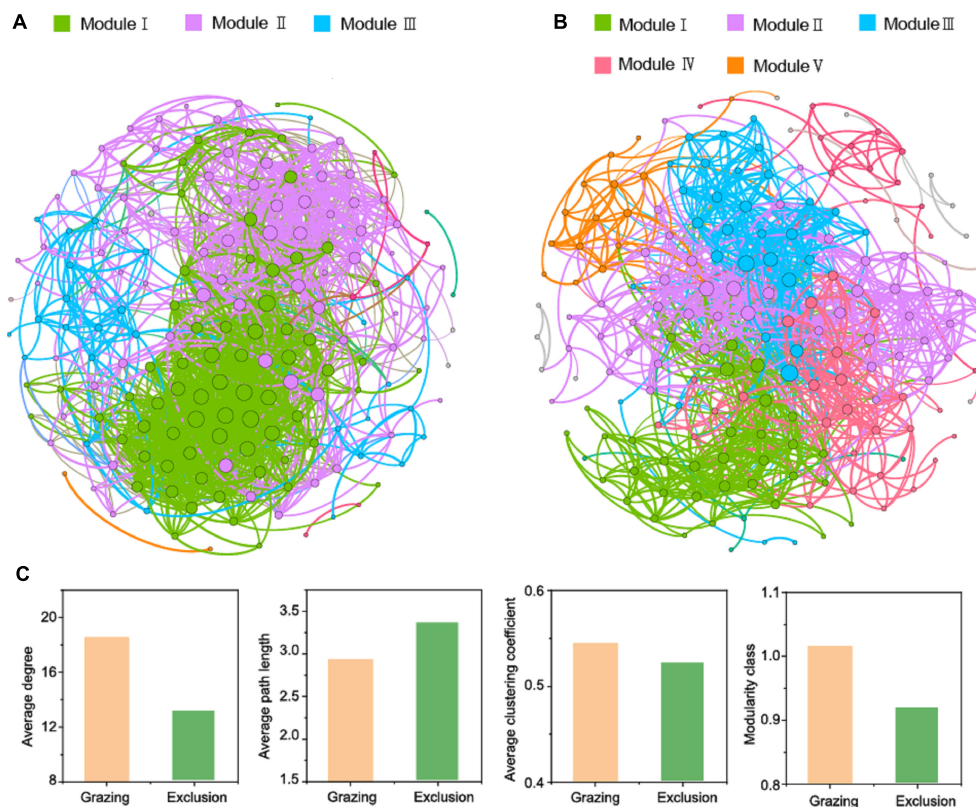 A
Module Ⅰ Module Ⅱ Module Ⅲ
B
Module Ⅰ Module Ⅱ Module Ⅲ
Module Ⅳ Module Ⅴ
C
Average degree
20
16
12
8
Grazing Exclusion
Average path length
3.5
3.0
2.5
2.0
1.5
Grazing Exclusion
Average clustering coefficient
0.6
0.5
0.4
Grazing Exclusion
Modularity class
1.1
1.0
0.9
0.8
Grazing Exclusion